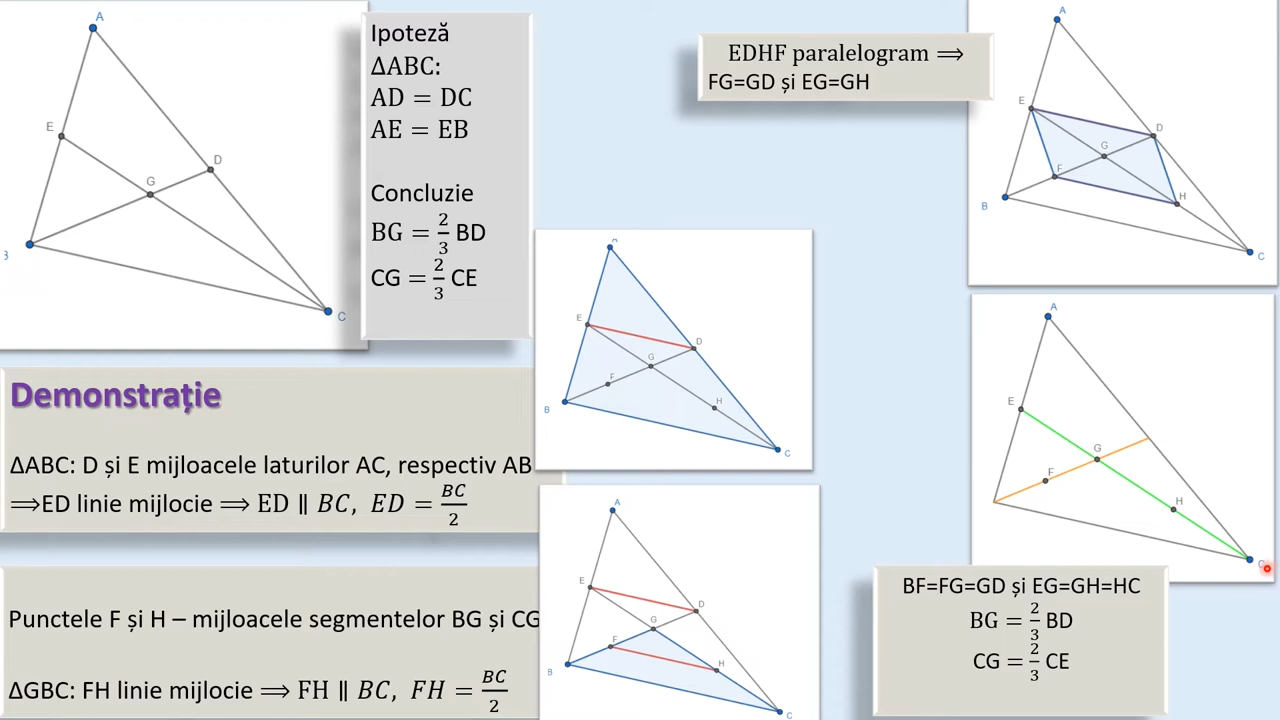 A
E
D
G
B
C
Ipoteză
ΔABC:
AD = DC
AE = EB
Concluzie
BG = 2/3 BD
CG = 2/3 CE
EDHF paralelogram ⟹
FG=GD și EG=GH
A
E
D
G
F
H
B
C
A
E
D
G
F
H
B
C
Demonstrație
ΔABC: D și E mijloacele laturilor AC, respectiv AB
⟹ED linie mijlocie ⟹ ED ∥ BC, ED = BC/2
A
E
G
F
H
A
E
D
G
F
H
B
C
Punctele F și H – mijloacele segmentelor BG și CG
ΔGBC: FH linie mijlocie ⟹ FH ∥ BC, FH = BC/2
BF=FG=GD și EG=GH=HC
BG = 2/3 BD
CG = 2/3 CE